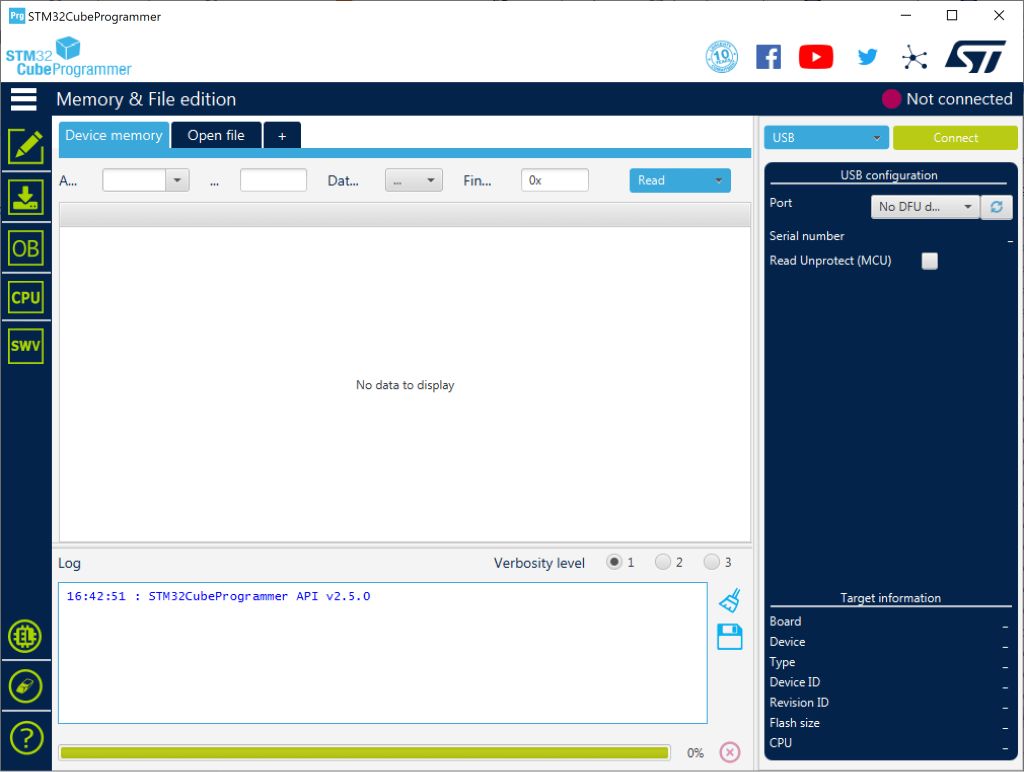 Prg STM32CubeProgrammer
STM32
CubeProgrammer
10
ST
Memory & File edition
Not connected
Device memory
Open file
+
USB
Connect
A...
...
Dat...
...
Fin...
0x
Read
USB configuration
Port
No DFU d...
Serial number
-
Read Unprotect (MCU)
OB
CPU
SWV
No data to display
Log
Verbosity level
1
2
3
16:42:51 : STM32CubeProgrammer API v2.5.0
0%
EL
?
Target information
Board
-
Device
-
Type
-
Device ID
-
Revision ID
-
Flash size
-
CPU
-